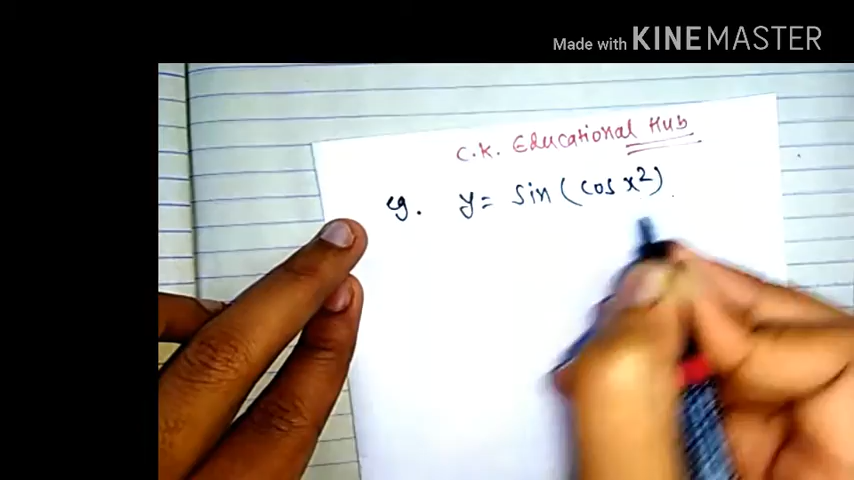 Made with KINEMASTER
C.K. Educational Hub
eg. y = sin (cos x²).